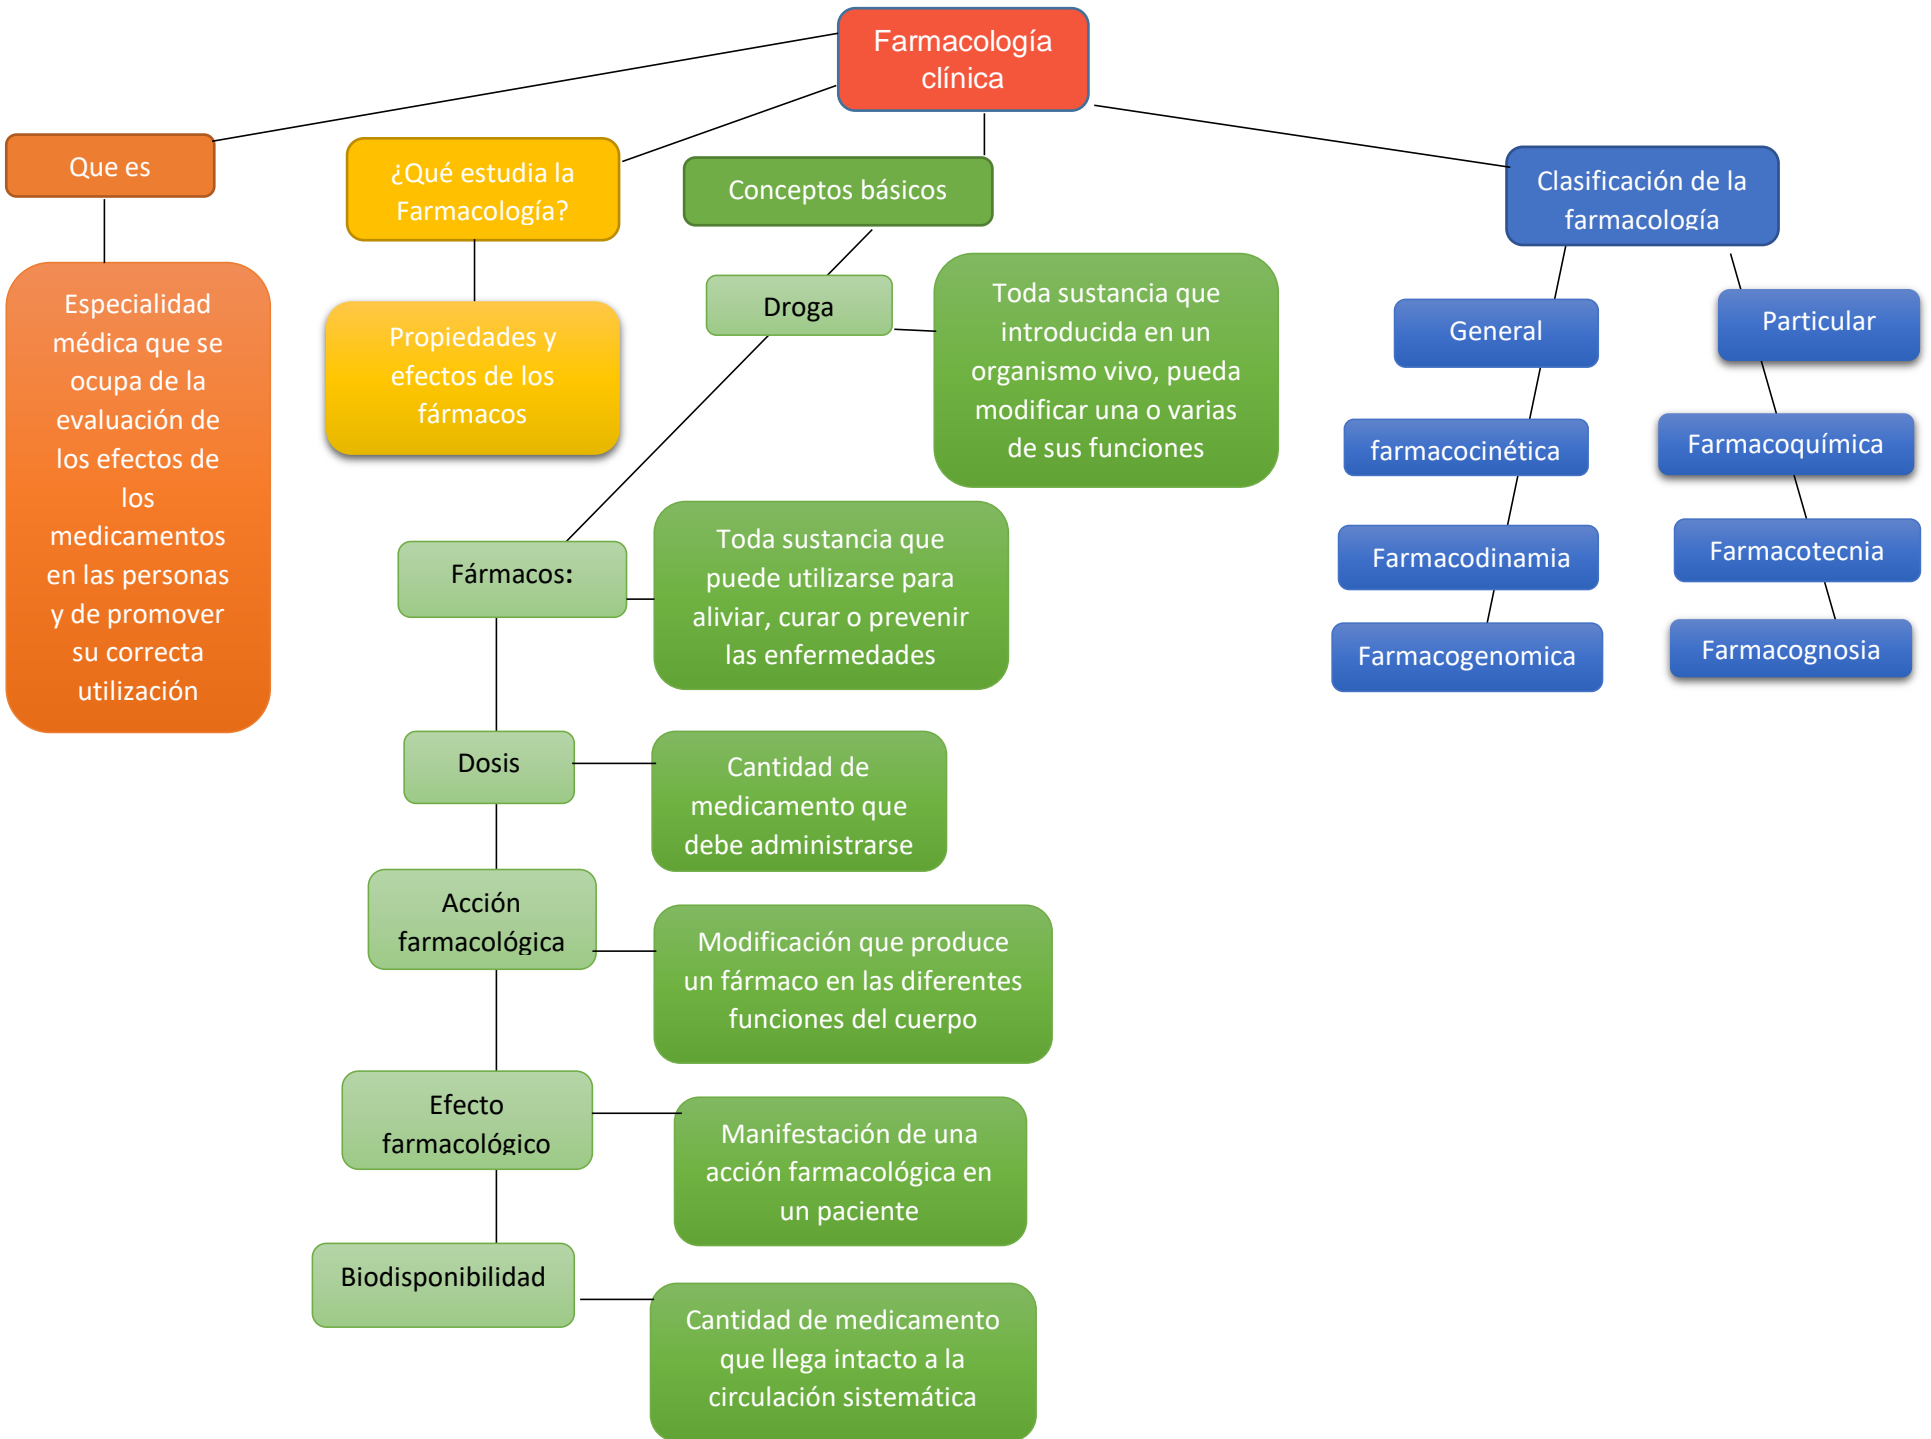 Farmacología
clínica
Que es
Especialidad
médica que se
ocupa de la
evaluación de
los efectos de
los
medicamentos
en las personas
y de promover
su correcta
utilización
¿Qué estudia la
Farmacología?
Propiedades y
efectos de los
fármacos
Conceptos básicos
Droga
Toda sustancia que
introducida en un
organismo vivo, pueda
modificar una o varias
de sus funciones
Fármacos:
Toda sustancia que
puede utilizarse para
aliviar, curar o prevenir
las enfermedades
Dosis
Cantidad de
medicamento que
debe administrarse
Acción
farmacológica
Modificación que produce
un fármaco en las diferentes
funciones del cuerpo
Efecto
farmacológico
Manifestación de una
acción farmacológica en
un paciente
Biodisponibilidad
Cantidad de medicamento
que llega intacto a la
circulación sistemática
Clasificación de la
farmacología
General
farmacocinética
Farmacodinamia
Farmacogenomica
Particular
Farmacoquímica
Farmacotecnia
Farmacognosia